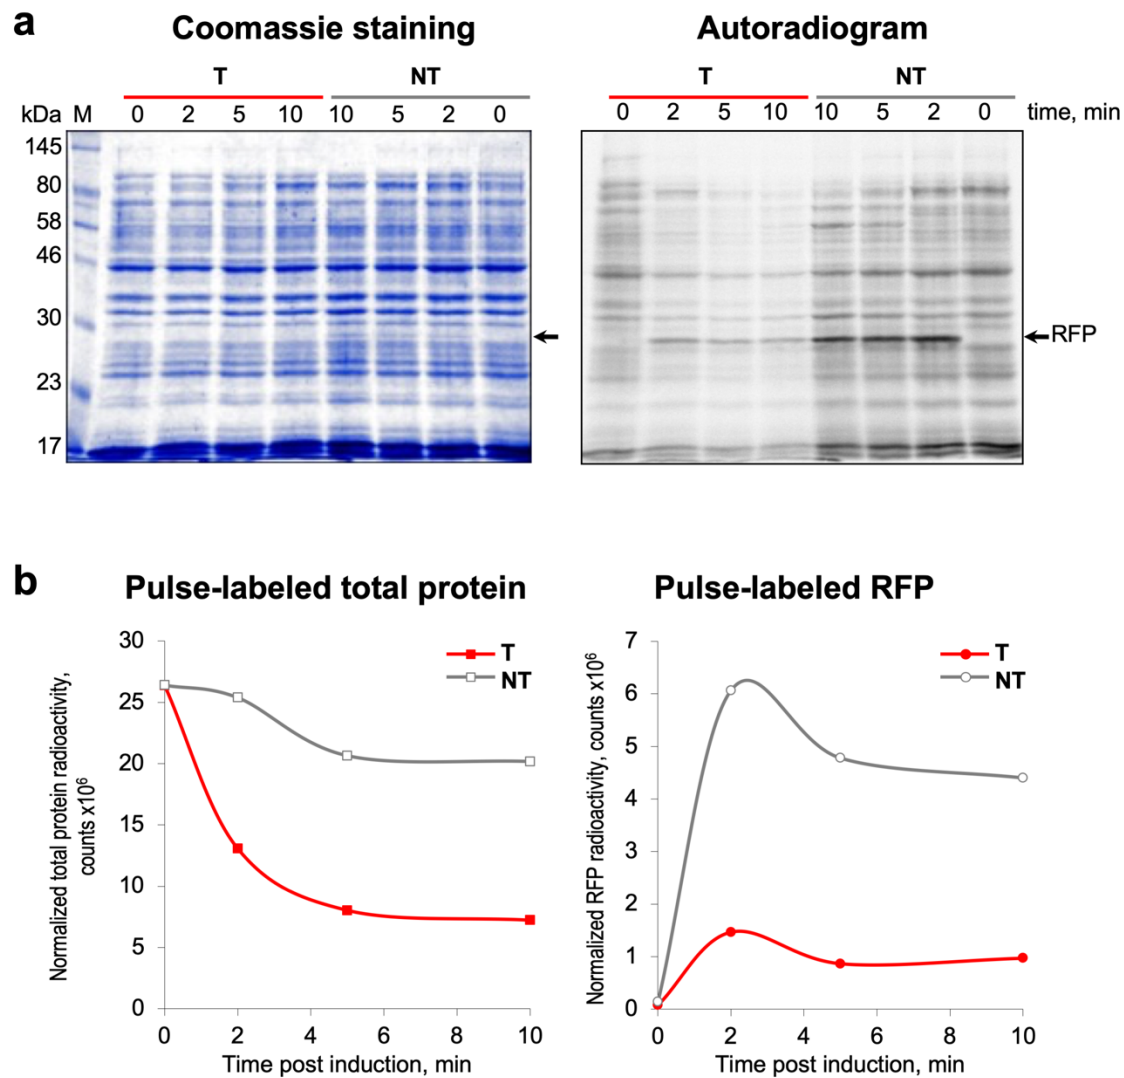 a
Coomassie staining
Autoradiogram
T
NT
T
NT
kDa M 0 2 5 10 10 5 2 0
0 2 5 10 10 5 2 0 time, min
145
80
58
46
30
23
17
RFP
b
Pulse-labeled total protein
Pulse-labeled RFP
Normalized total protein radioactivity,
counts x10⁶
30
25
20
15
10
5
0
T
NT
0 2 4 6 8 10
Time post induction, min
Normalized RFP radioactivity, counts x10⁶
7
6
5
4
3
2
1
0
T
NT
0 2 4 6 8 10
Time post induction, min